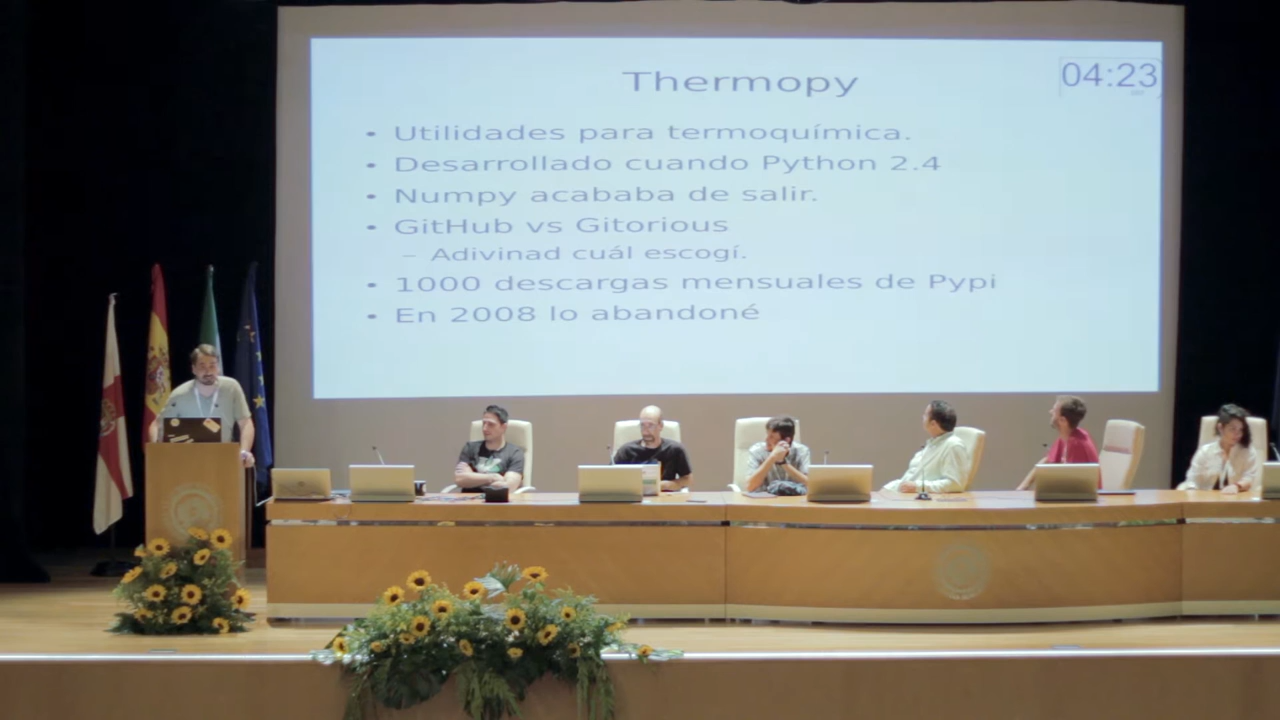 Thermopy
04:23
• Utilidades para termoquímica.
• Desarrollado cuando Python 2.4
• Numpy acababa de salir.
• GitHub vs Gitorious
– Adivinad cuál escogí.
• 1000 descargas mensuales de Pypi
• En 2008 lo abandoné